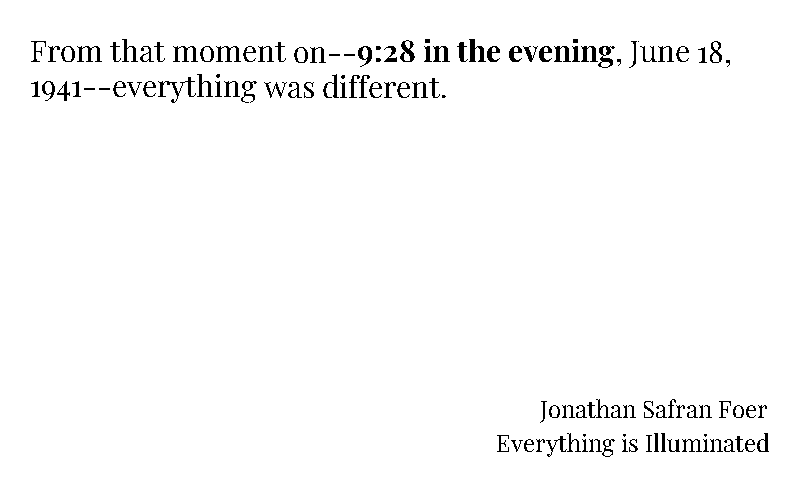 From that moment on--9:28 in the evening, June 18,
1941--everything was different.
Jonathan Safran Foer
Everything is Illuminated